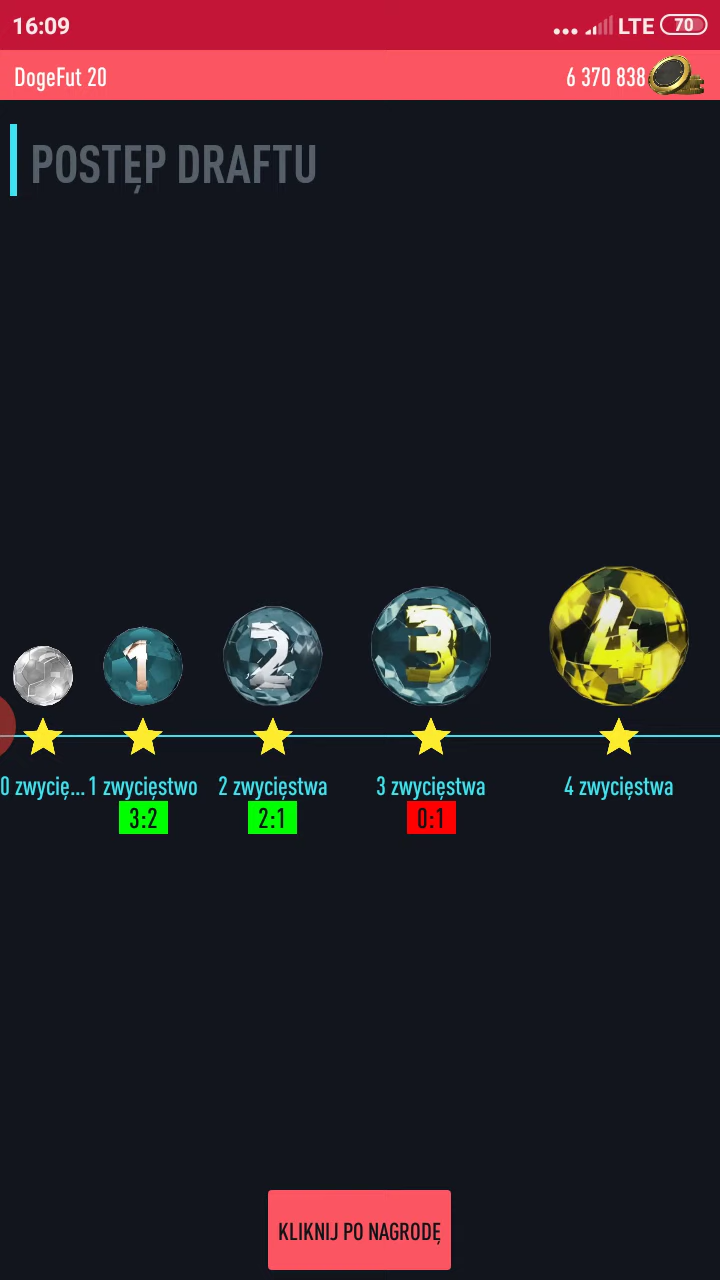 16:09 ... LTE 70
DogeFut 20 6 370 838
POSTĘP DRAFTU
1 2 3 4
0 zwycię... 1 zwycięstwo 2 zwycięstwa 3 zwycięstwa 4 zwycięstwa
3:2 2:1 0:1
KLIKNIJ PO NAGRODĘ